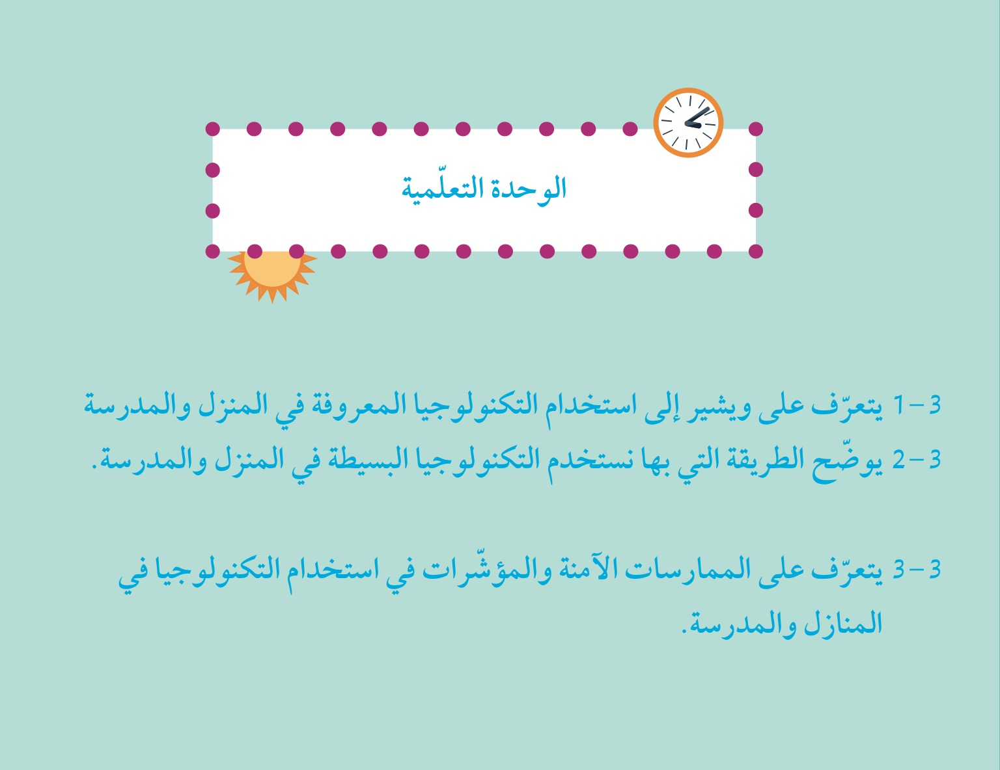 الوحدة التعلّمية
3-1 يتعرّف على ويشير إلى استخدام التكنولوجيا المعروفة في المنزل والمدرسة
3-2 يوضّح الطريقة التي بها نستخدم التكنولوجيا البسيطة في المنزل والمدرسة.
3-3 يتعرّف على الممارسات الآمنة والمؤشّرات في استخدام التكنولوجيا في
المنازل والمدرسة.